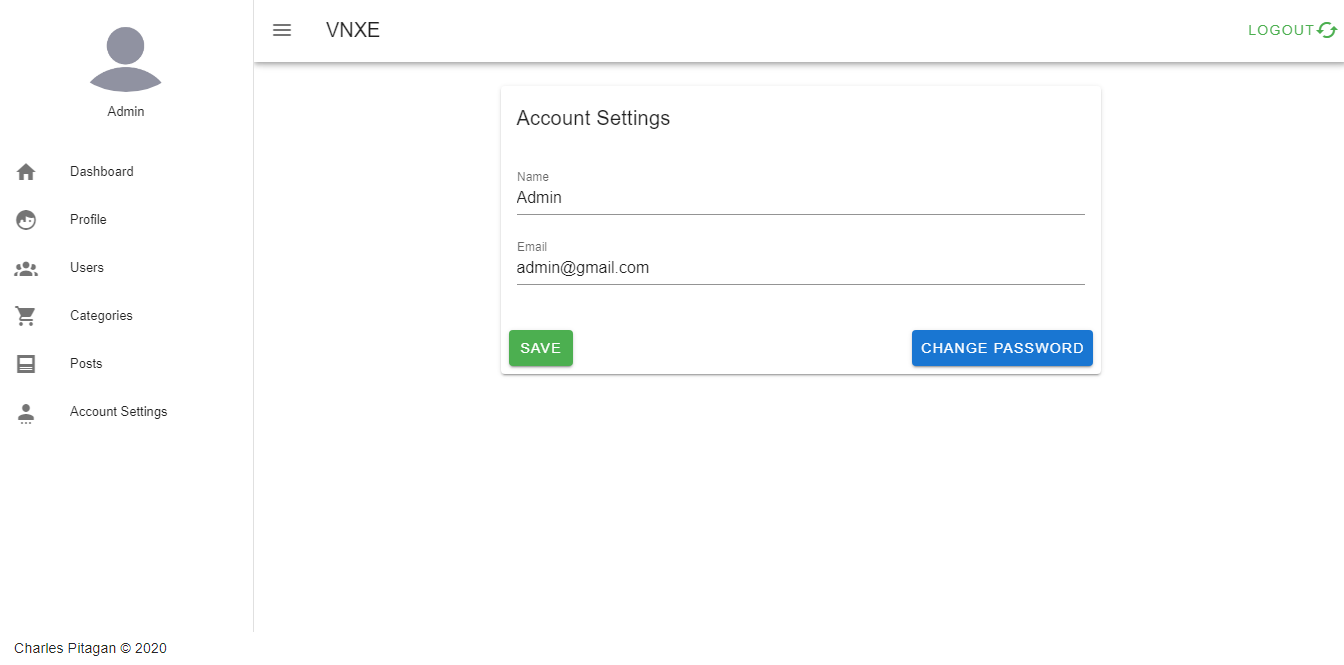 VNXE
LOGOUT
Admin
Dashboard
Profile
Users
Categories
Posts
Account Settings
Account Settings
Name
Admin
Email
admin@gmail.com
SAVE
CHANGE PASSWORD
Charles Pitagan © 2020